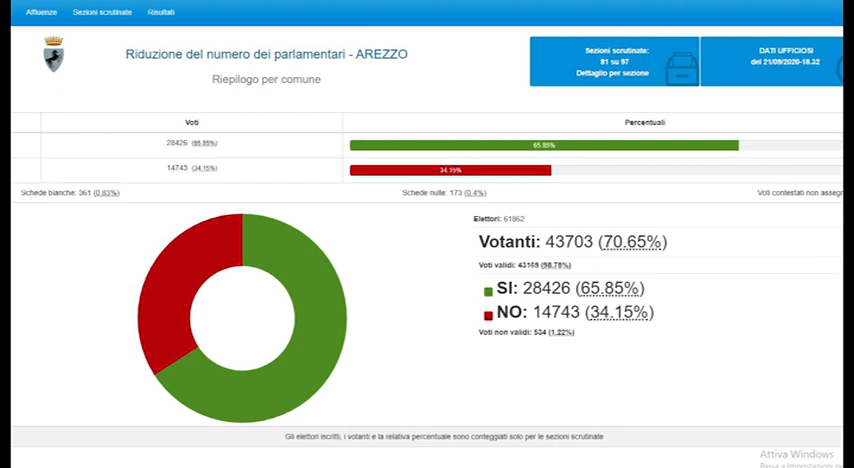 Affluenze Sezioni scrutinate Risultati
Riduzione del numero dei parlamentari - AREZZO
Riepilogo per comune
Sezioni scrutinate:
81 su 97
Dettaglio per sezione
DATI UFFICIOSI
del 21/09/2020-18.32
Voti Percentuali
28426 (65.85%) 65.85%
14743 (34.15%) 34.15%
Schede bianche: 361 (0.83%) Schede nulle: 173 (0.4%) Voti contestati non assegn
Elettori: 61862
Votanti: 43703 (70.65%)
Voti validi: 43169 (98.78%)
SI: 28426 (65.85%)
NO: 14743 (34.15%)
Voti non validi: 534 (1.22%)
Gli elettori iscritti, i votanti e la relativa percentuale sono conteggiati solo per le sezioni scrutinate
Attiva Windows